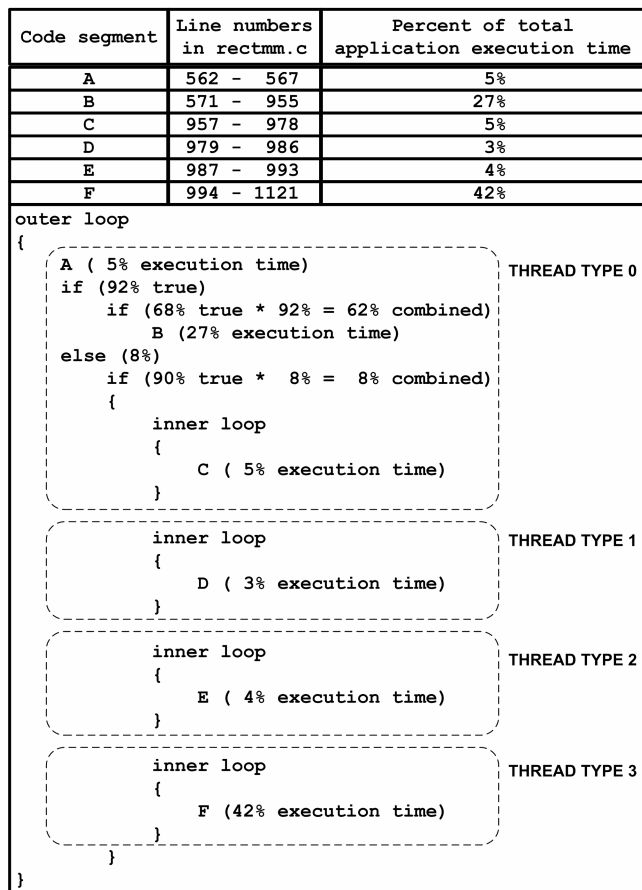 Code segment | Line numbers in rectmm.c | Percent of total application execution time
A | 562 - 567 | 5%
B | 571 - 955 | 27%
C | 957 - 978 | 5%
D | 979 - 986 | 3%
E | 987 - 993 | 4%
F | 994 - 1121 | 42%
outer loop
{
A ( 5% execution time) THREAD TYPE 0
if (92% true)
if (68% true * 92% = 62% combined)
B (27% execution time)
else (8%)
if (90% true * 8% = 8% combined)
{
inner loop
{
C ( 5% execution time)
}
inner loop THREAD TYPE 1
{
D ( 3% execution time)
}
inner loop THREAD TYPE 2
{
E ( 4% execution time)
}
inner loop THREAD TYPE 3
{
F (42% execution time)
}
}
}